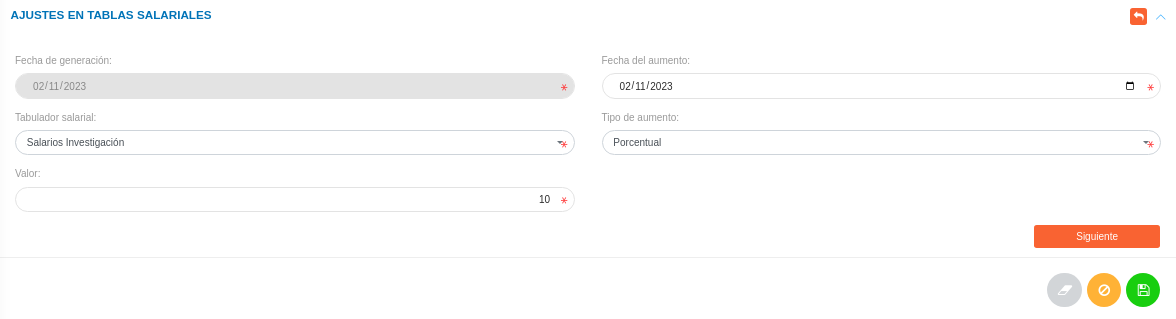 AJUSTES EN TABLAS SALARIALES
Fecha de generación:
Fecha del aumento:
02/11/2023 *
02/11/2023 *
Tabulador salarial:
Tipo de aumento:
Salarios Investigación *
Porcentual *
Valor:
10 *
Siguiente